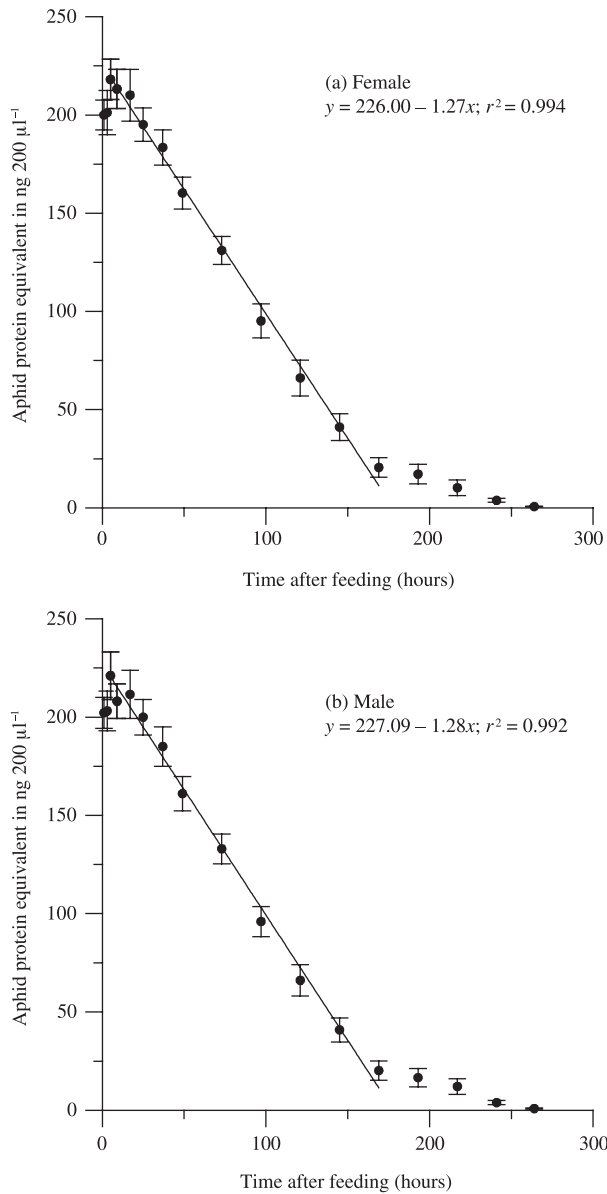 250
200
150
100
50
0
Aphid protein equivalent in ng 200 µl⁻¹
(a) Female
y = 226.00 – 1.27x; r² = 0.994
0 100 200 300
Time after feeding (hours)
250
200
150
100
50
0
Aphid protein equivalent in ng 200 µl⁻¹
(b) Male
y = 227.09 – 1.28x; r² = 0.992
0 100 200 300
Time after feeding (hours)